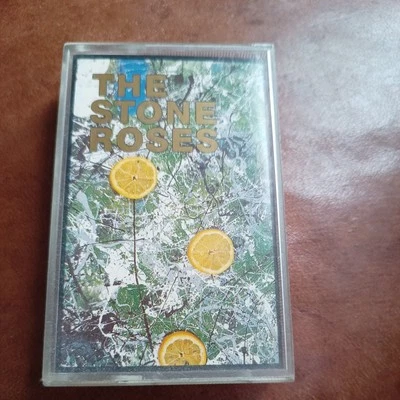 THE
STONE
ROSES